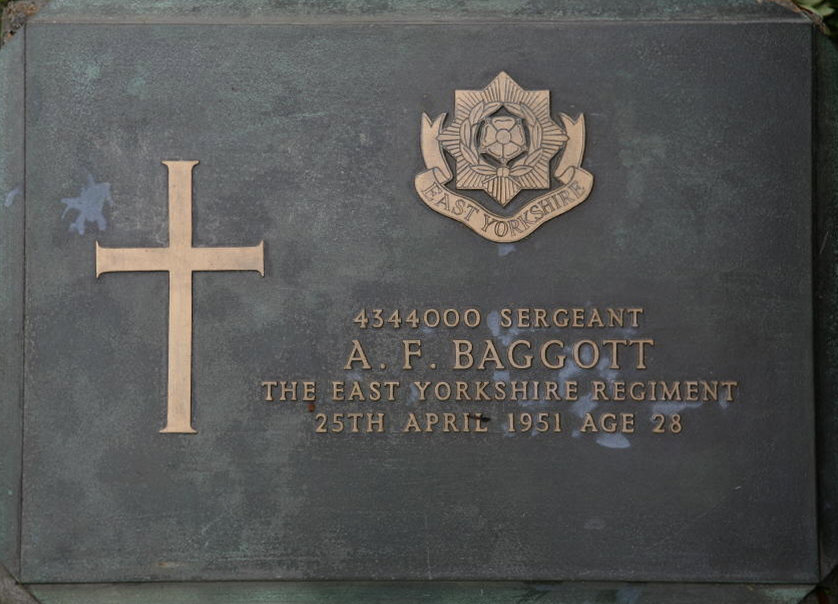 EAST YORKSHIRE
4344000 SERGEANT
A. F. BAGGOTT
THE EAST YORKSHIRE REGIMENT
25TH APRIL 1951 AGE 28